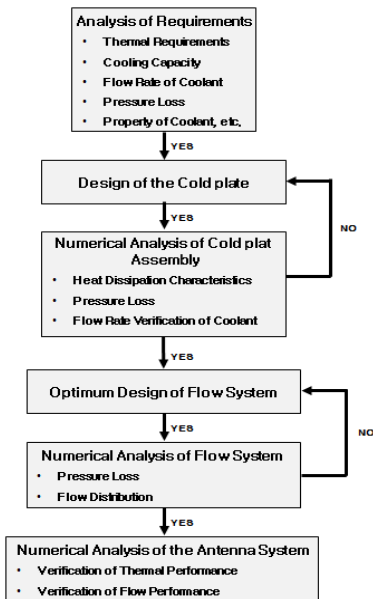 Analysis of Requirements
• Thermal Requirements
• Cooling Capacity
• Flow Rate of Coolant
• Pressure Loss
• Property of Coolant, etc.
YES
Design of the Cold plate
YES
NO
Numerical Analysis of Cold plat
Assembly
• Heat Dissipation Characteristics
• Pressure Loss
• Flow Rate Verification of Coolant
YES
Optimum Design of Flow System
YES
NO
Numerical Analysis of Flow System
• Pressure Loss
• Flow Distribution
YES
Numerical Analysis of the Antenna System
• Verification of Thermal Performance
• Verification of Flow Performance